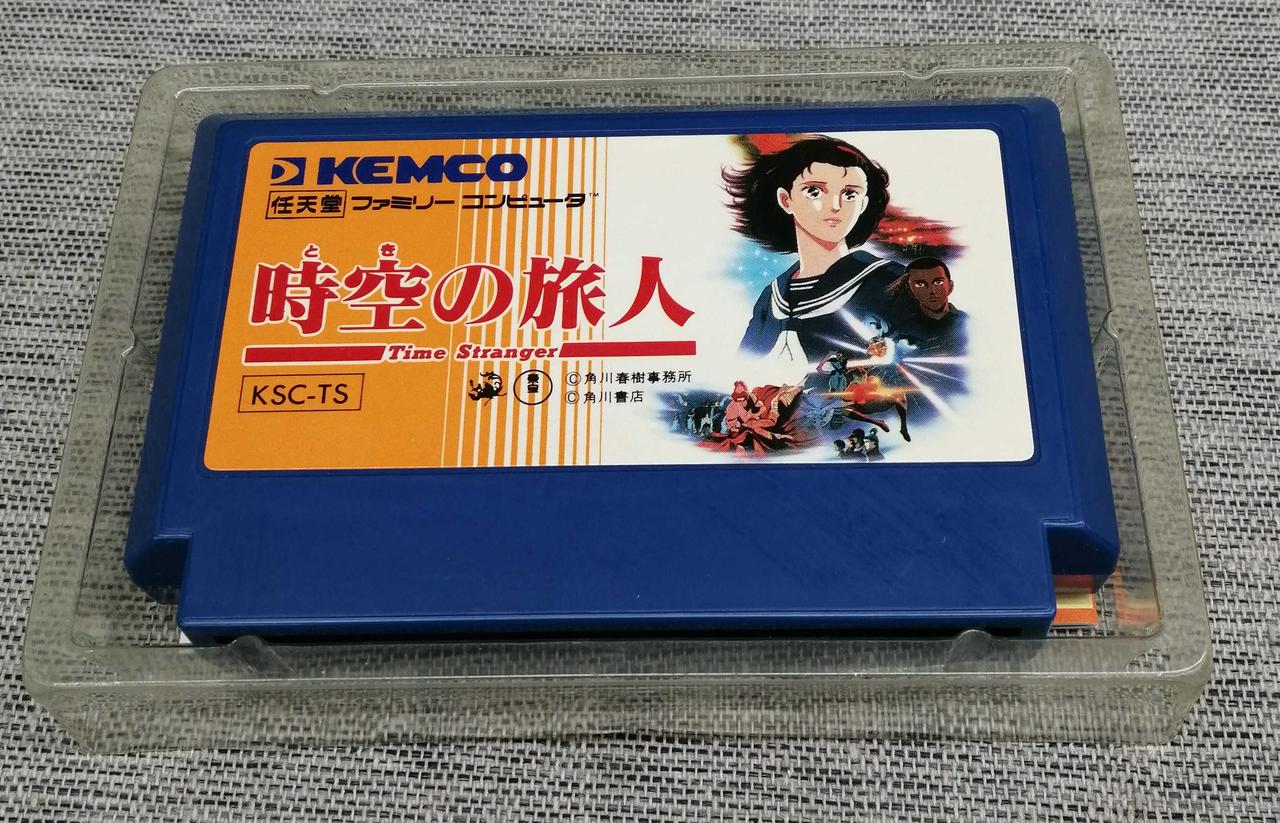 KEMCO
任天堂 ファミリー コンピュータ™
とき
時空の旅人
Time Stranger
KSC-TS
©角川春樹事務所
©角川書店